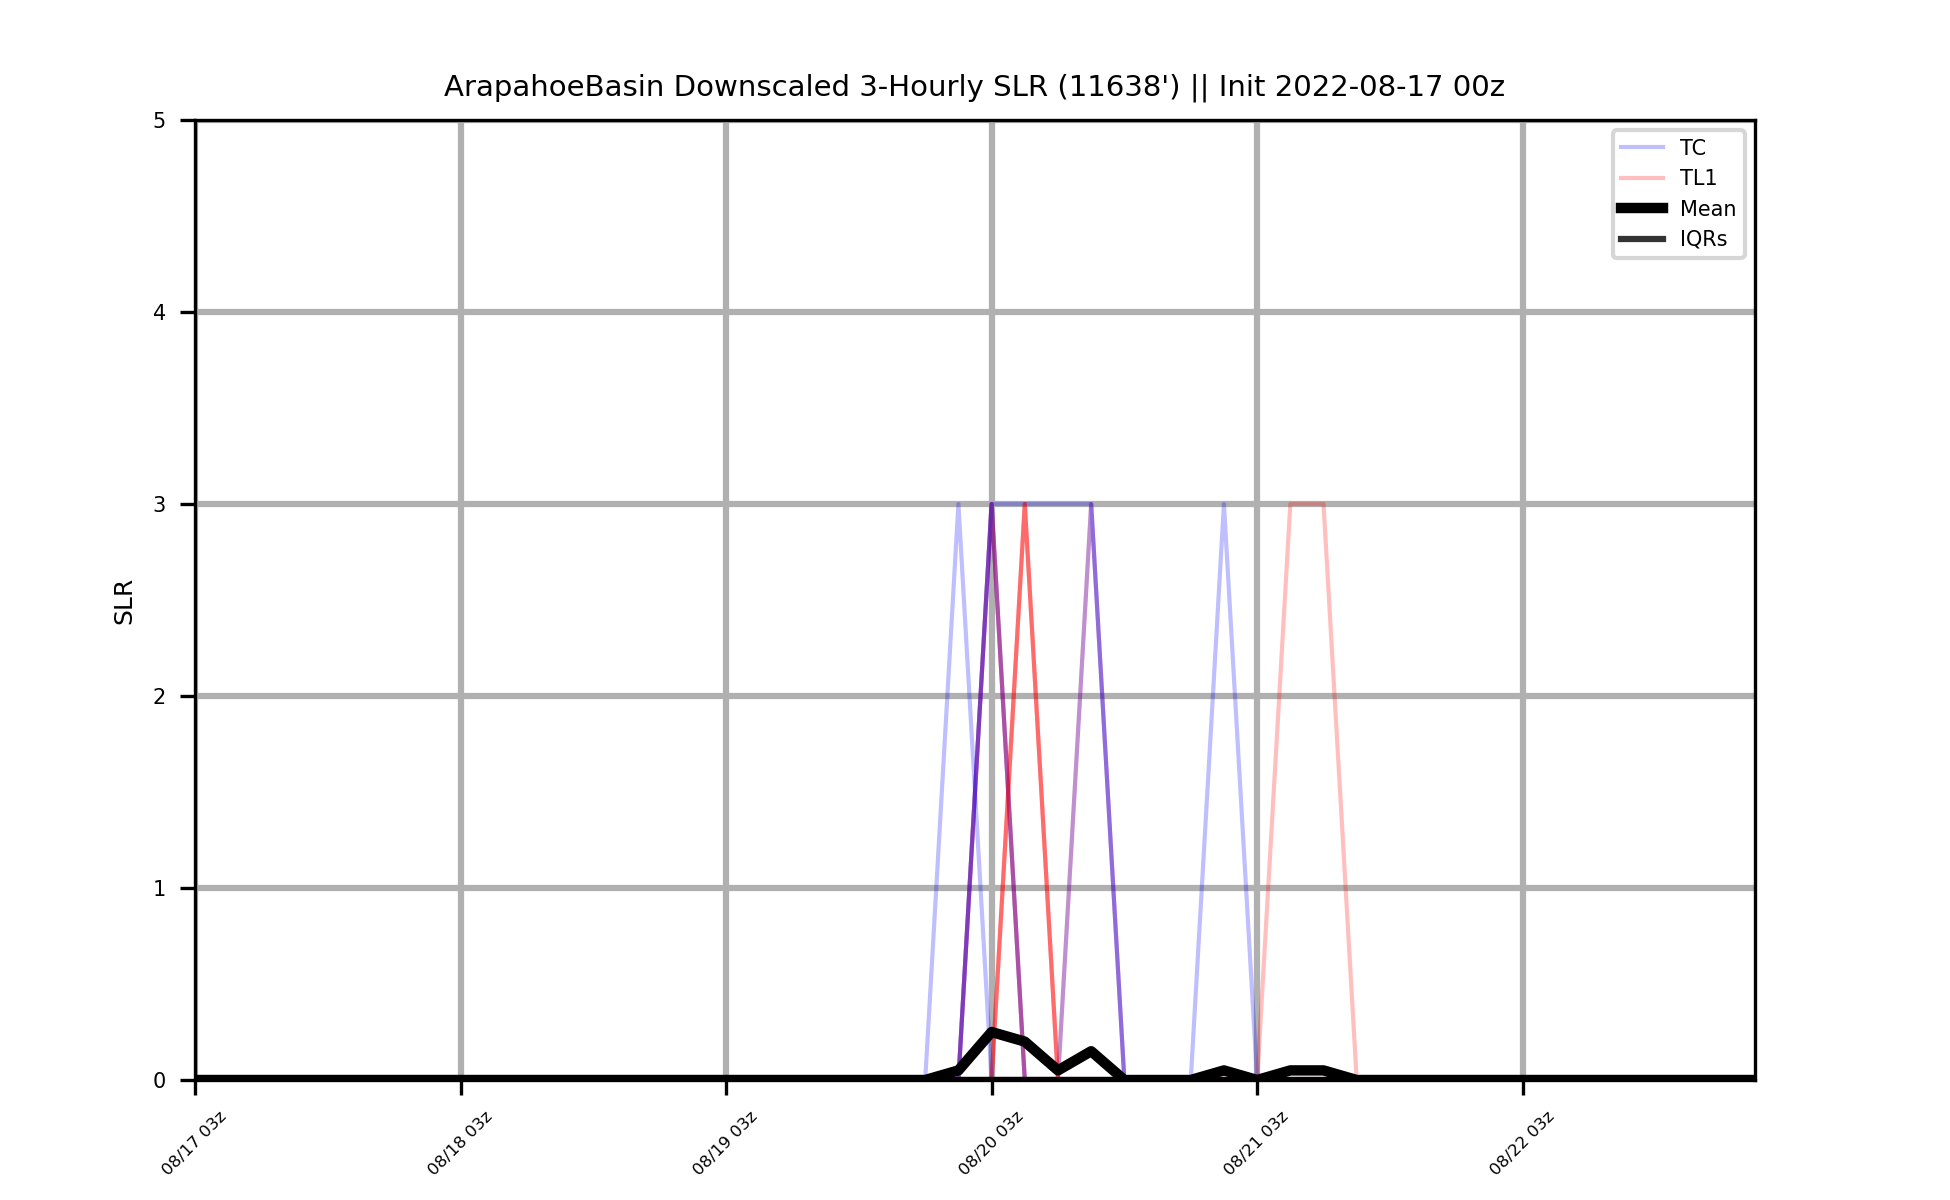 ArapahoeBasin Downscaled 3-Hourly SLR (11638') || Init 2022-08-17 00z
TC
TL1
Mean
IQRs
SLR
5
4
3
2
1
0
08/17 03z
08/18 03z
08/19 03z
08/20 03z
08/21 03z
08/22 03z